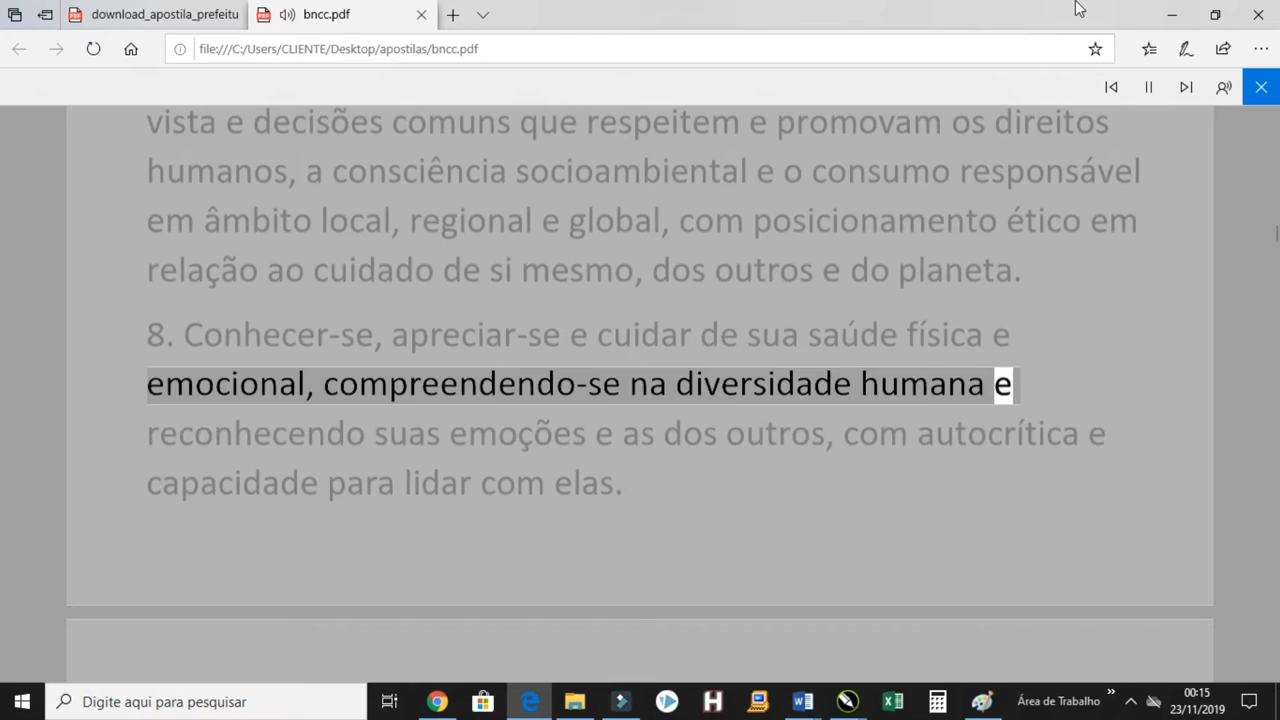 download_apostila_prefeitu
bncc.pdf
file:///C:/Users/CLIENTE/Desktop/apostilas/bncc.pdf
vista e decisões comuns que respeitem e promovam os direitos
humanos, a consciência socioambiental e o consumo responsável
em âmbito local, regional e global, com posicionamento ético em
relação ao cuidado de si mesmo, dos outros e do planeta.
8. Conhecer-se, apreciar-se e cuidar de sua saúde física e
emocional, compreendendo-se na diversidade humana e
reconhecendo suas emoções e as dos outros, com autocrítica e
capacidade para lidar com elas.
Digite aqui para pesquisar
Área de Trabalho
00:15
23/11/2019